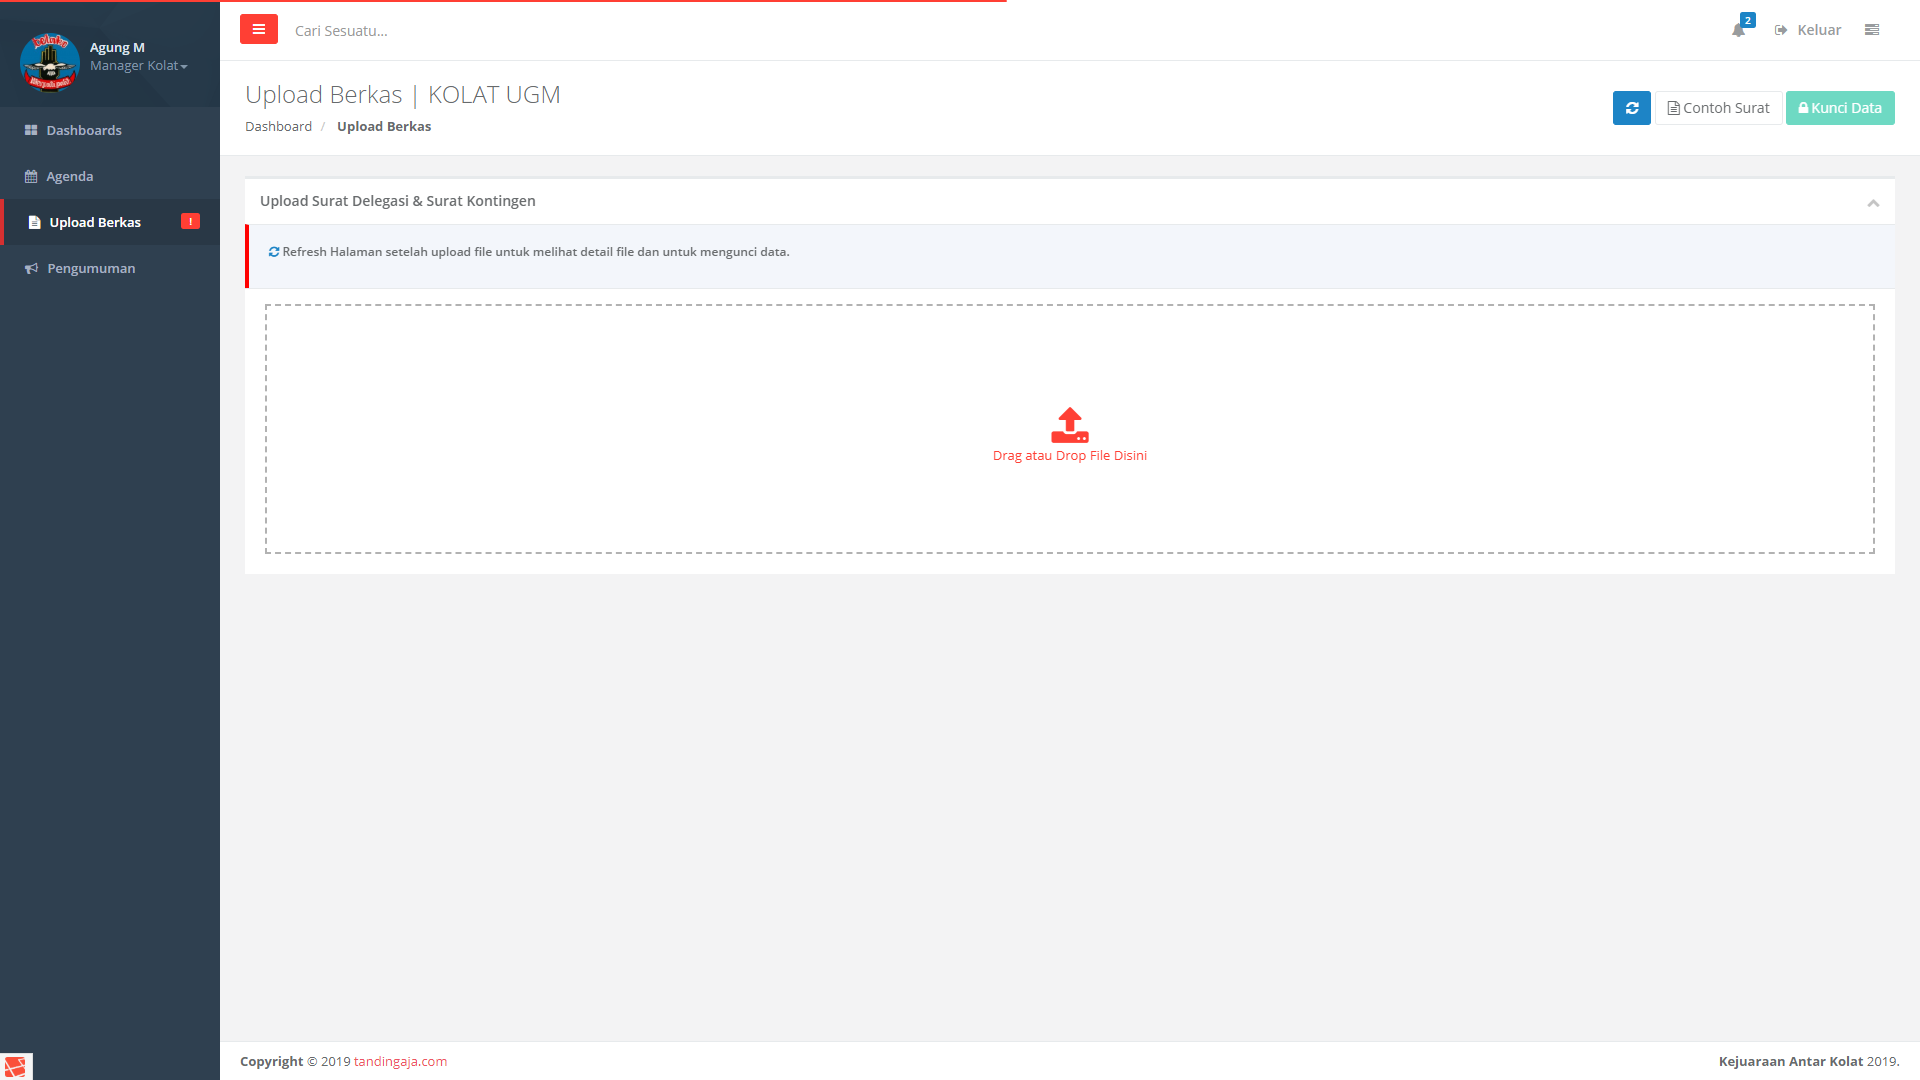 Agung M
Manager Kolat
Dashboards
Agenda
Upload Berkas !
Pengumuman
Cari Sesuatu...
2
Keluar
Upload Berkas | KOLAT UGM
Dashboard / Upload Berkas
Contoh Surat
Kunci Data
Upload Surat Delegasi & Surat Kontingen
Refresh Halaman setelah upload file untuk melihat detail file dan untuk mengunci data.
Drag atau Drop File Disini
Copyright © 2019 tandingaja.com
Kejuaraan Antar Kolat 2019.